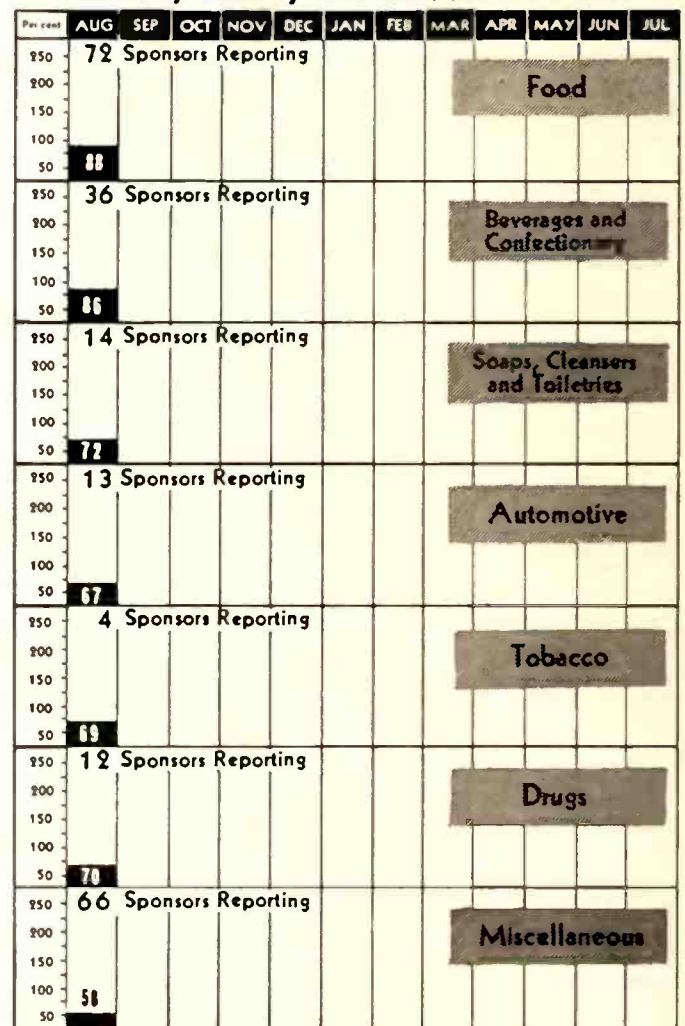 Per cent AUG SEP OCT NOV DEC JAN FEB MAR APR MAY JUN JUL
250 72 Sponsors Reporting
200 Food
150
100
50 88
250 36 Sponsors Reporting
200 Beverages and
150
100
50 86
250 14 Sponsors Reporting
200 Soaps, Cleansers
150 and Toiletries
100
50 72
250 13 Sponsors Reporting
200 Automotive
150
100
50 67
250 4 Sponsors Reporting
200 Tobacco
150
100
50 69
250 12 Sponsors Reporting
200 Drugs
150
100
50 70
250 66 Sponsors Reporting
200 Miscellaneous
150
100 58
50